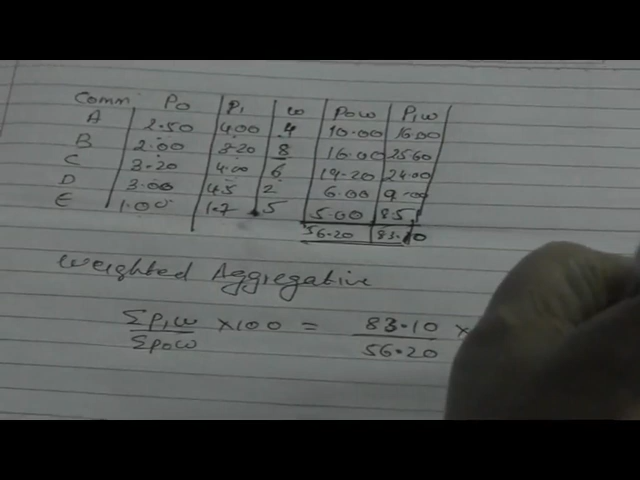 Comm P0 P1 w P0w P1w
A 2.50 4.00 4 10.00 16.00
B 2.00 3.20 8 16.00 25.60
C 3.20 4.00 6 19.20 24.00
D 3.00 4.5 2 6.00 9.00
E 1.00 1.7 5 5.00 8.5
56.20 83.10
Weighted Aggregative
ΣP1w/ΣP0w ×100 = 83.10/56.20 ×